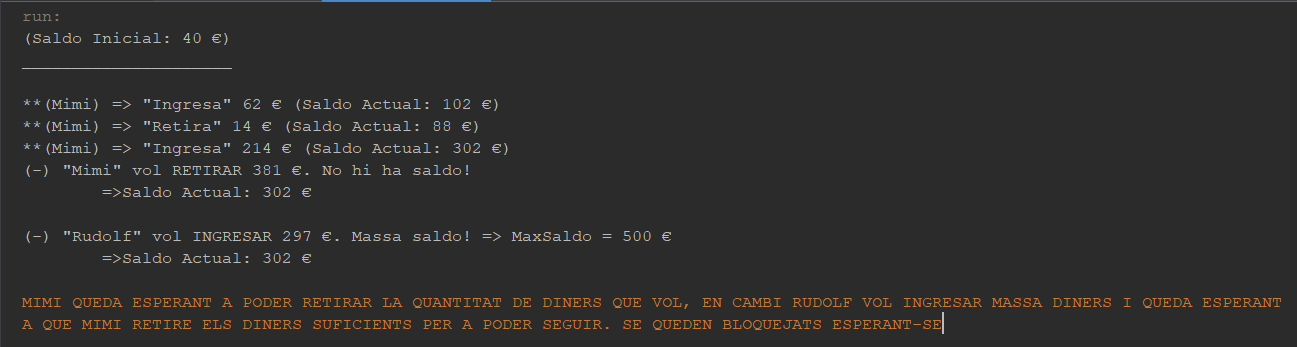 run:
(Saldo Inicial: 40 €)
_____________________
**(Mimi) => "Ingresa" 62 € (Saldo Actual: 102 €)
**(Mimi) => "Retira" 14 € (Saldo Actual: 88 €)
**(Mimi) => "Ingresa" 214 € (Saldo Actual: 302 €)
(-) "Mimi" vol RETIRAR 381 €. No hi ha saldo!
=>Saldo Actual: 302 €
(-) "Rudolf" vol INGRESAR 297 €. Massa saldo! => MaxSaldo = 500 €
=>Saldo Actual: 302 €
MIMI QUEDA ESPERANT A PODER RETIRAR LA QUANTITAT DE DINERS QUE VOL, EN CAMBI RUDOLF VOL INGRESAR MASSA DINERS I QUEDA ESPERANT
A QUE MIMI RETIRE ELS DINERS SUFICIENTS PER A PODER SEGUIR. SE QUEDEN BLOQUEJATS ESPERANT-SE